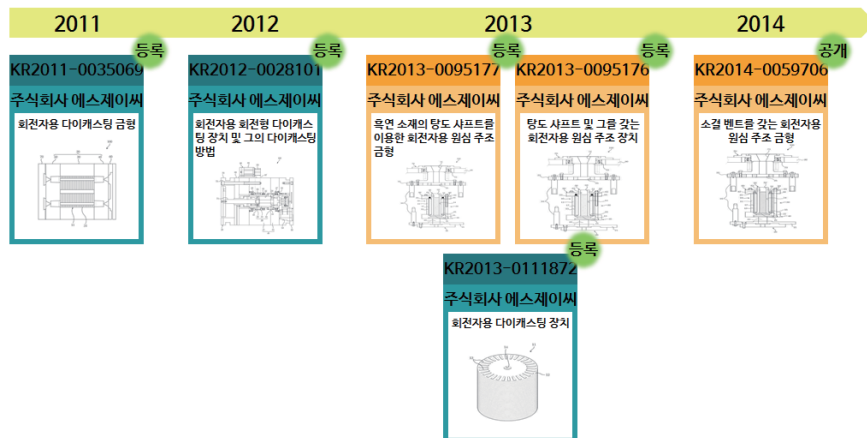 2011
2012
2013
2014
등록
등록
등록
등록
공개
KR2011-0035069
KR2012-0028101
KR2013-0095177
KR2013-0095176
KR2014-0059706
주식회사 에스제이씨
주식회사 에스제이씨
주식회사 에스제이씨
주식회사 에스제이씨
주식회사 에스제이씨
회전자용 다이캐스팅 금형
회전자용 회전형 다이캐스
팅 장치 및 그의 다이캐스팅
방법
흑연 소재의 탕도 샤프트를
이용한 회전자용 원심 주조
금형
탕도 샤프트 및 그를 갖는
회전자용 원심 주조 장치
소결 벤트를 갖는 회전자용
원심 주조 금형
등록
KR2013-0111872
주식회사 에스제이씨
회전자용 다이캐스팅 장치